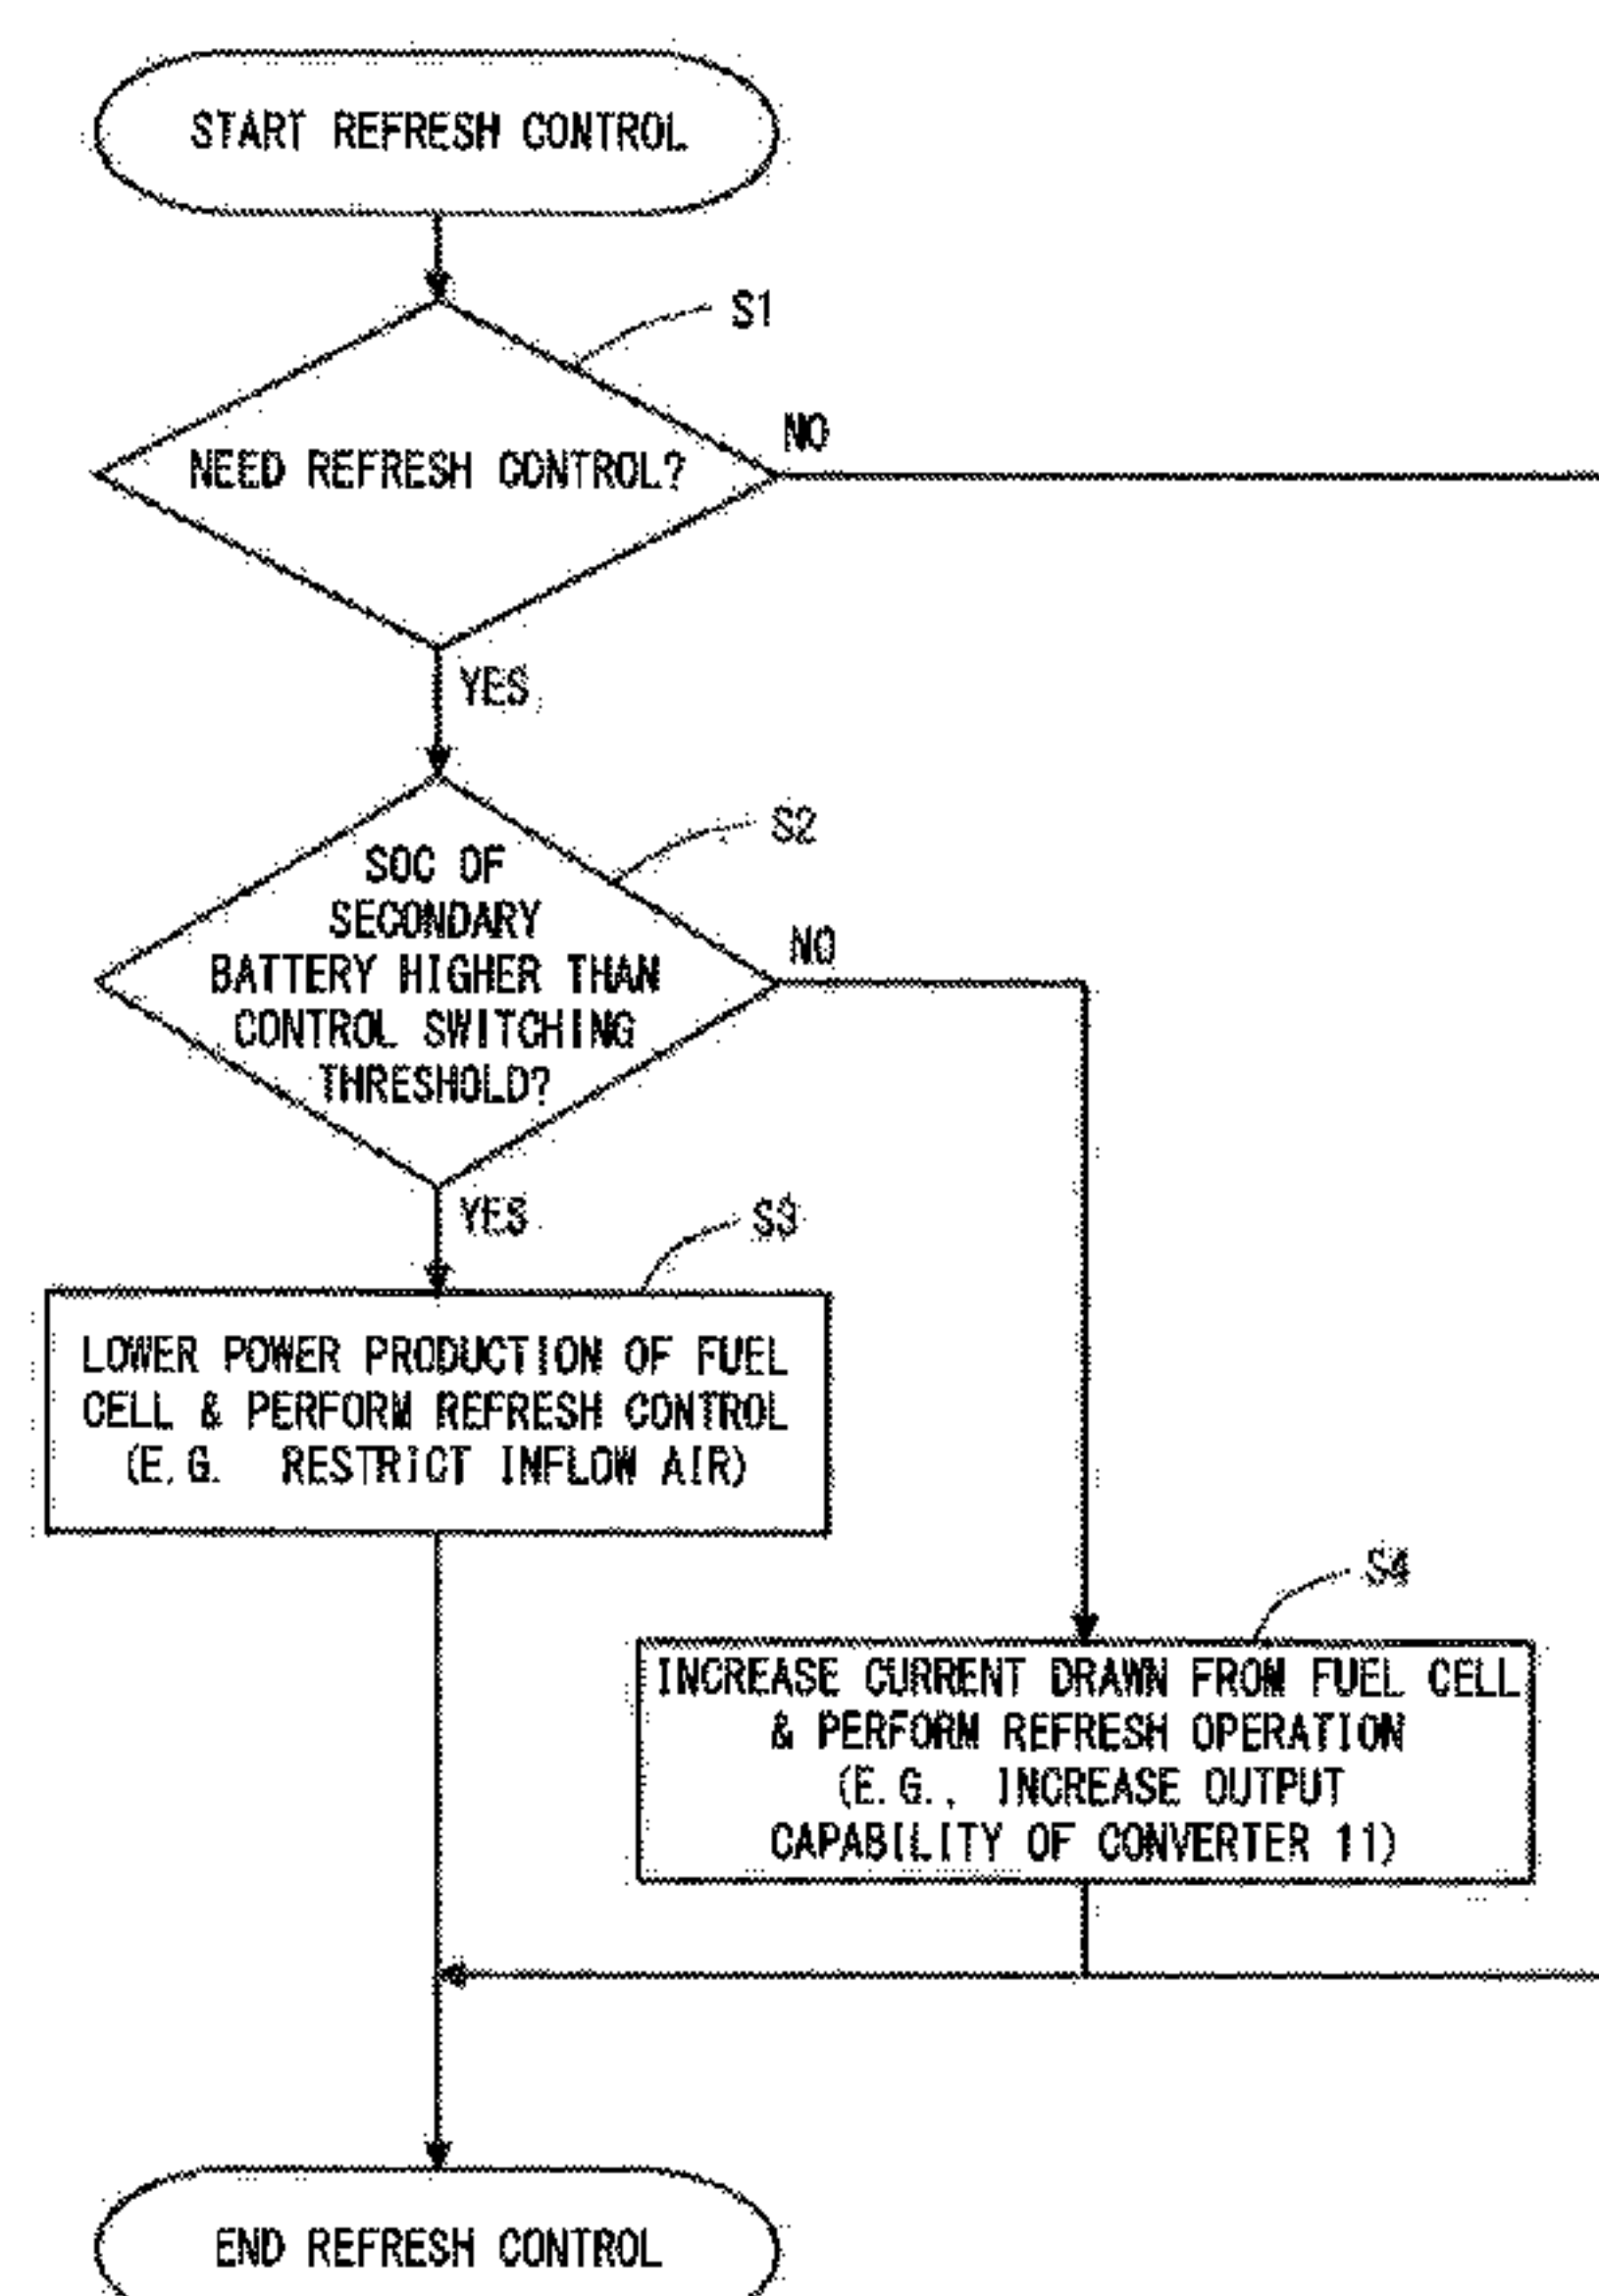 START REFRESH CONTROL
S1
NEED REFRESH CONTROL?
NO
YES
S2
SOC OF
SECONDARY
BATTERY HIGHER THAN
CONTROL SWITCHING
THRESHOLD?
NO
YES
S3
LOWER POWER PRODUCTION OF FUEL
CELL & PERFORM REFRESH CONTROL
(E.G. RESTRICT INFLOW AIR)
S4
INCREASE CURRENT DRAWN FROM FUEL CELL
& PERFORM REFRESH OPERATION
(E.G., INCREASE OUTPUT
CAPABILITY OF CONVERTER 11)
END REFRESH CONTROL